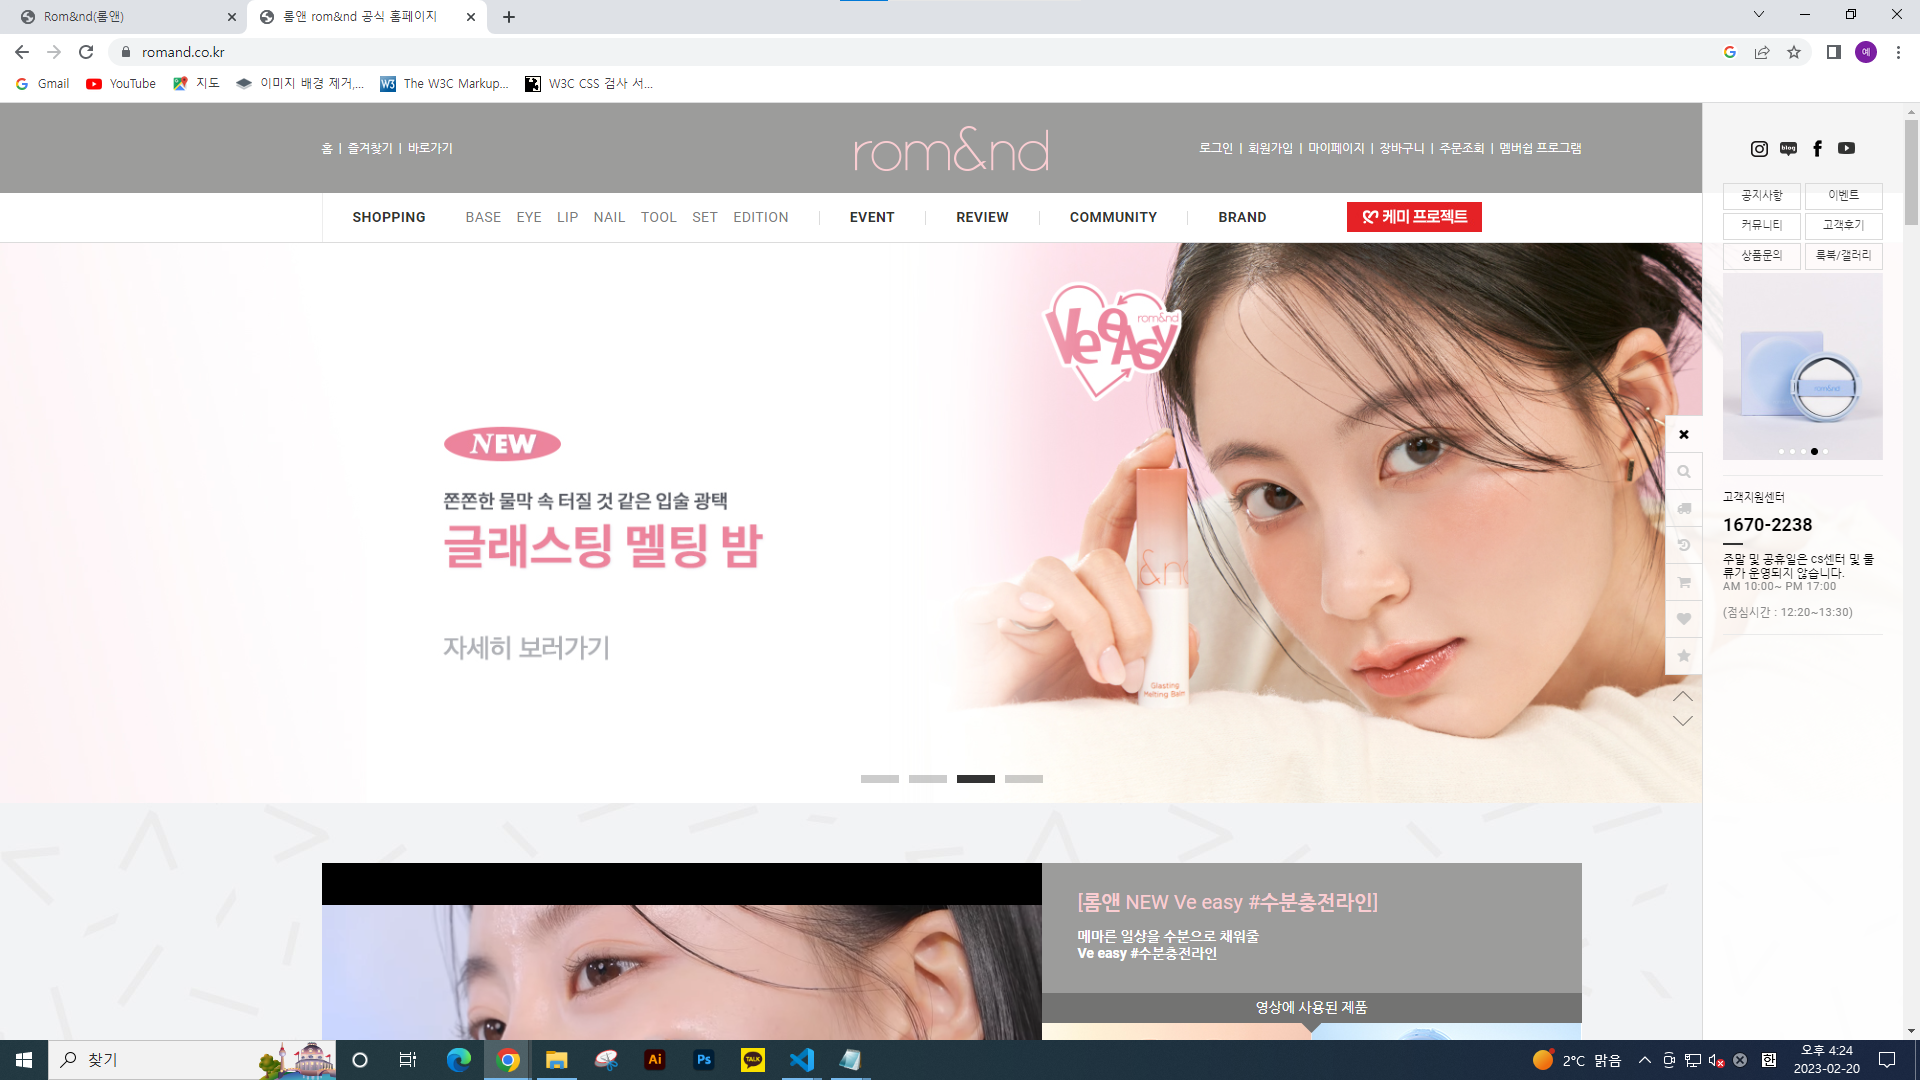 Rom&nd(롬앤)
롬앤 rom&nd 공식 홈페이지
romand.co.kr
예
Gmail
YouTube
지도
이미지 배경 제거,...
The W3C Markup...
W3C CSS 검사 서...
홈 | 즐겨찾기 | 바로가기
rom&nd
로그인 | 회원가입 | 마이페이지 | 장바구니 | 주문조회 | 멤버쉽 프로그램
SHOPPING BASE EYE LIP NAIL TOOL SET EDITION EVENT REVIEW COMMUNITY BRAND 케미 프로젝트
blog
공지사항 이벤트
커뮤니티 고객후기
상품문의 룩북/갤러리
rom&nd
Ve easy
NEW
쫀쫀한 물막 속 터질 것 같은 입술 광택
글래스팅 멜팅 밤
자세히 보러가기
&nd
Glasting
Melting Balm
rom&nd
고객지원센터
1670-2238
주말 및 공휴일은 cs센터 및 물
류가 운영되지 않습니다.
AM 10:00~ PM 17:00
(점심시간 : 12:20~13:30)
[롬앤 NEW Ve easy #수분충전라인]
메마른 일상을 수분으로 채워줄
Ve easy #수분충전라인
영상에 사용된 제품
찾기
Ai
Ps
TALK
2°C 맑음
한
오후 4:24
2023-02-20